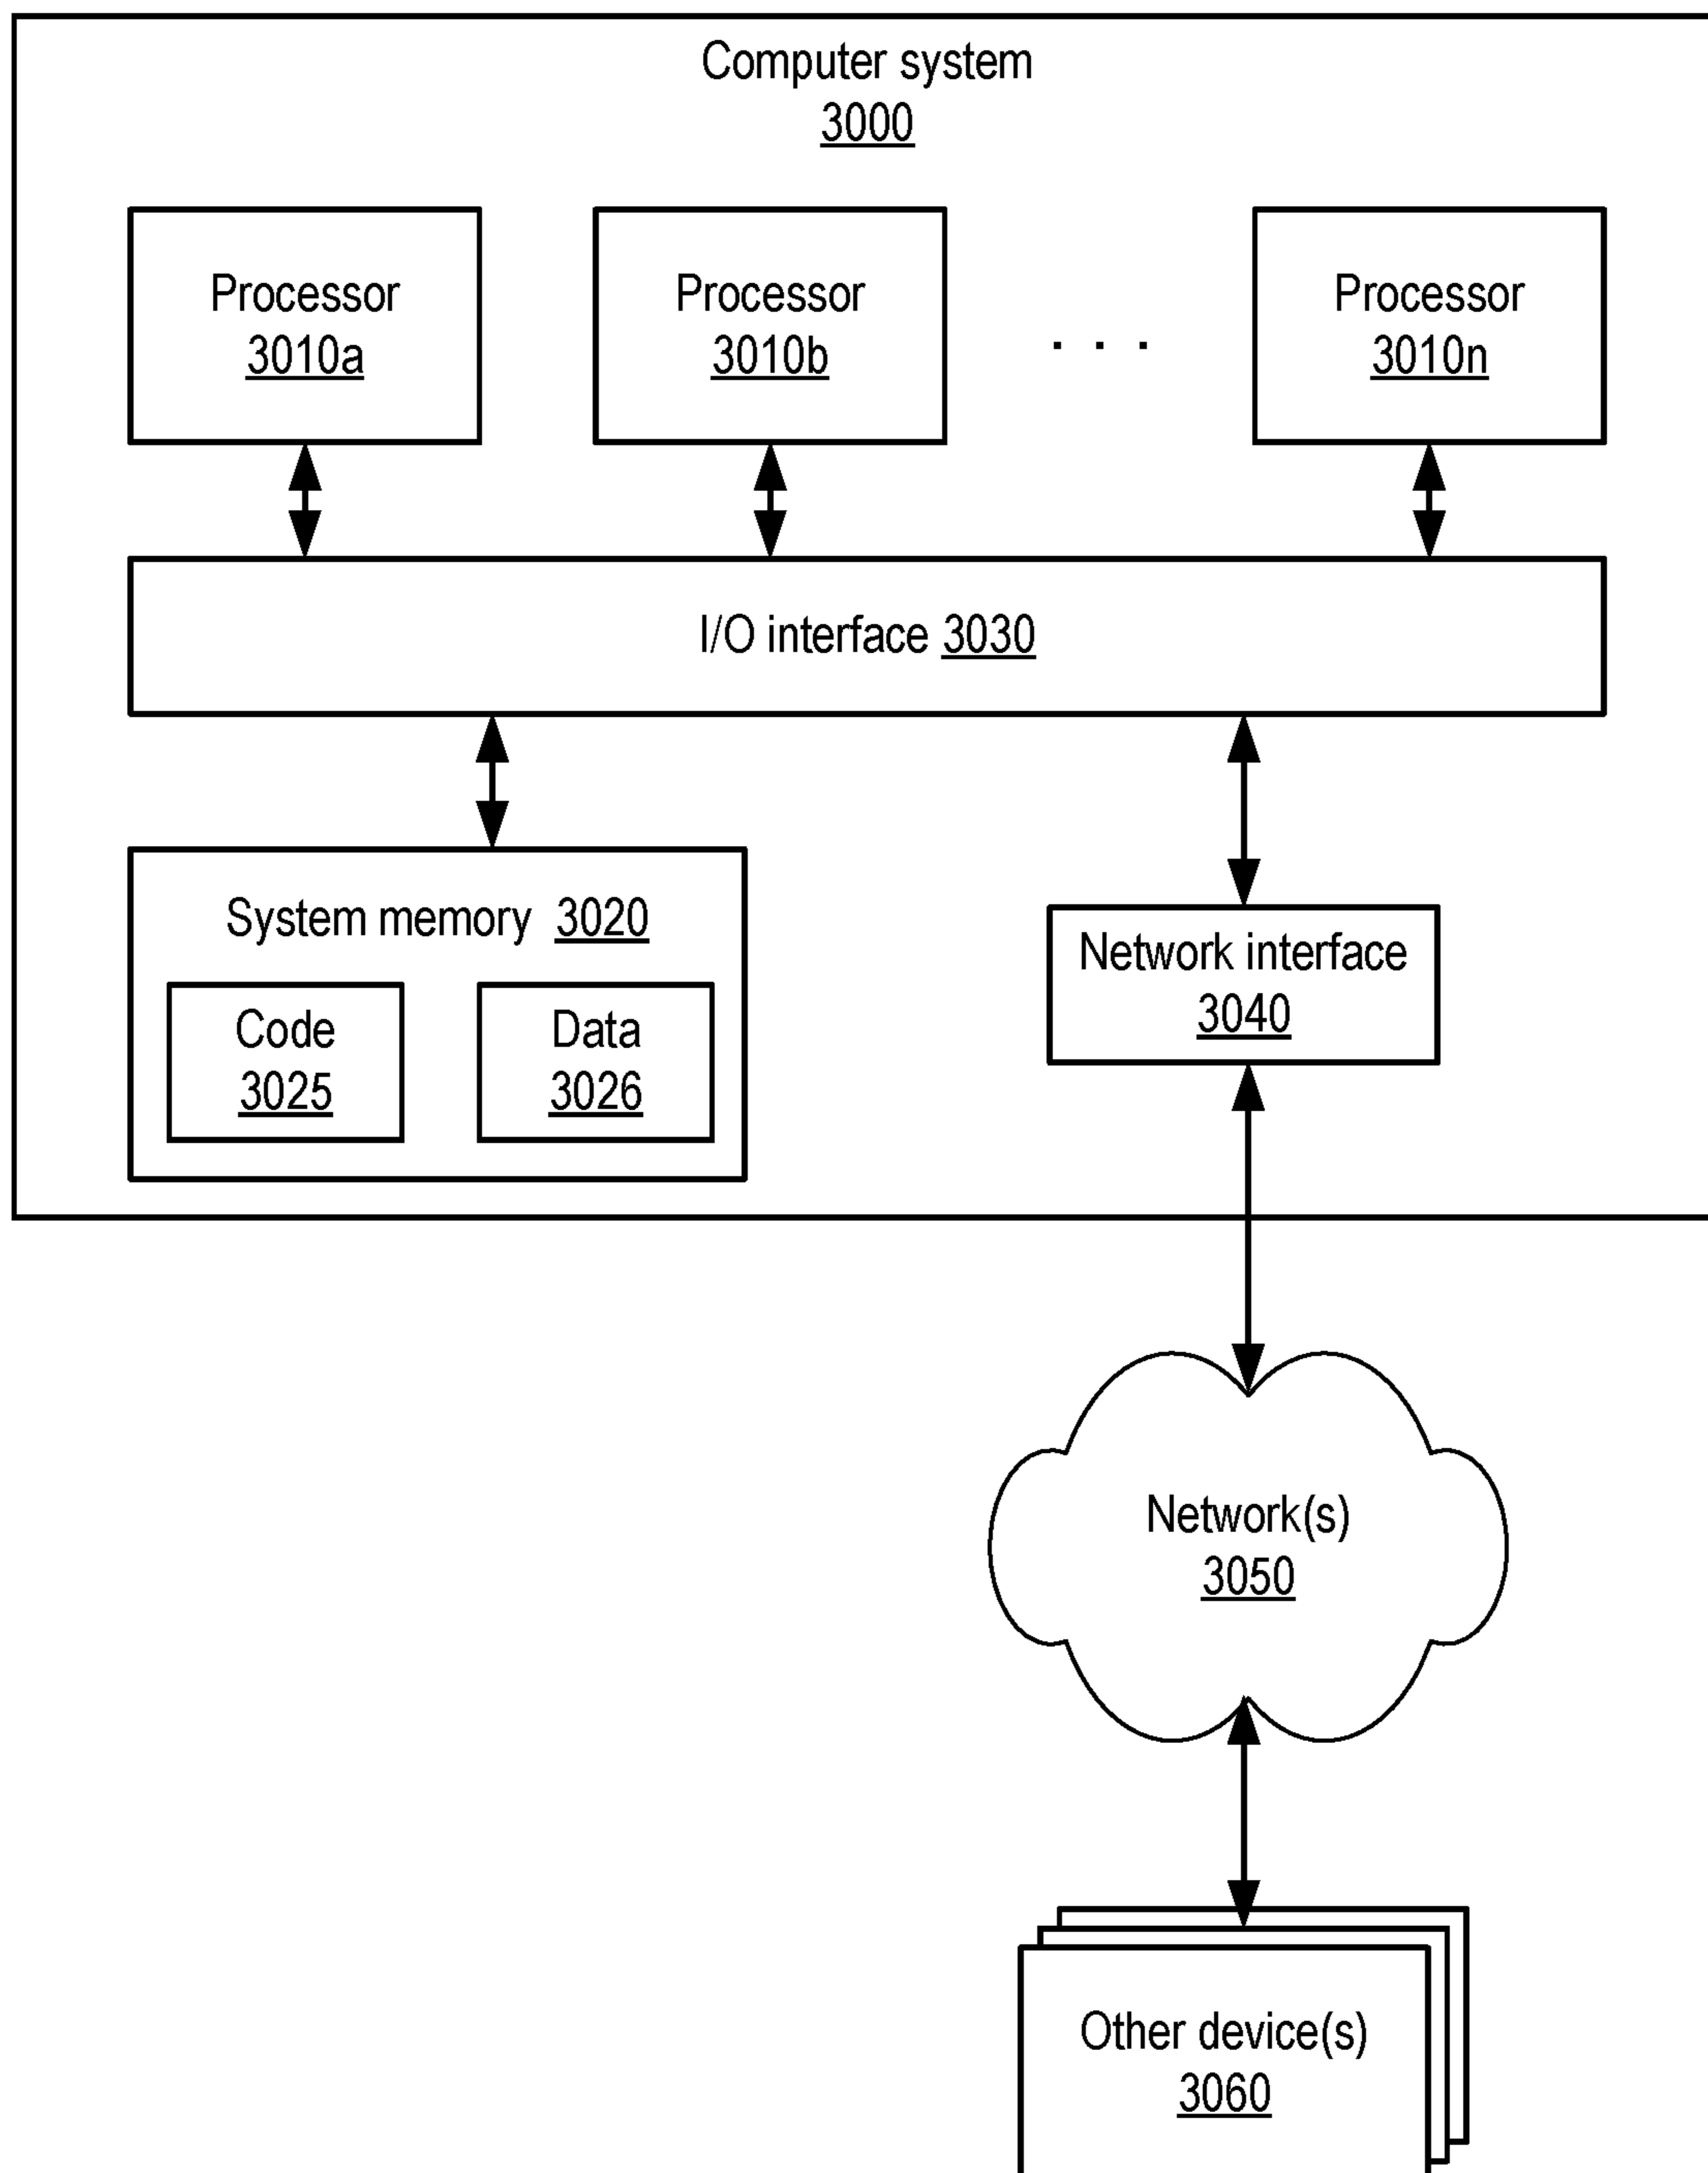 Computer system
3000
Processor
3010a
Processor
3010b
. . .
Processor
3010n
I/O interface 3030
System memory 3020
Code
3025
Data
3026
Network interface
3040
Network(s)
3050
Other device(s)
3060